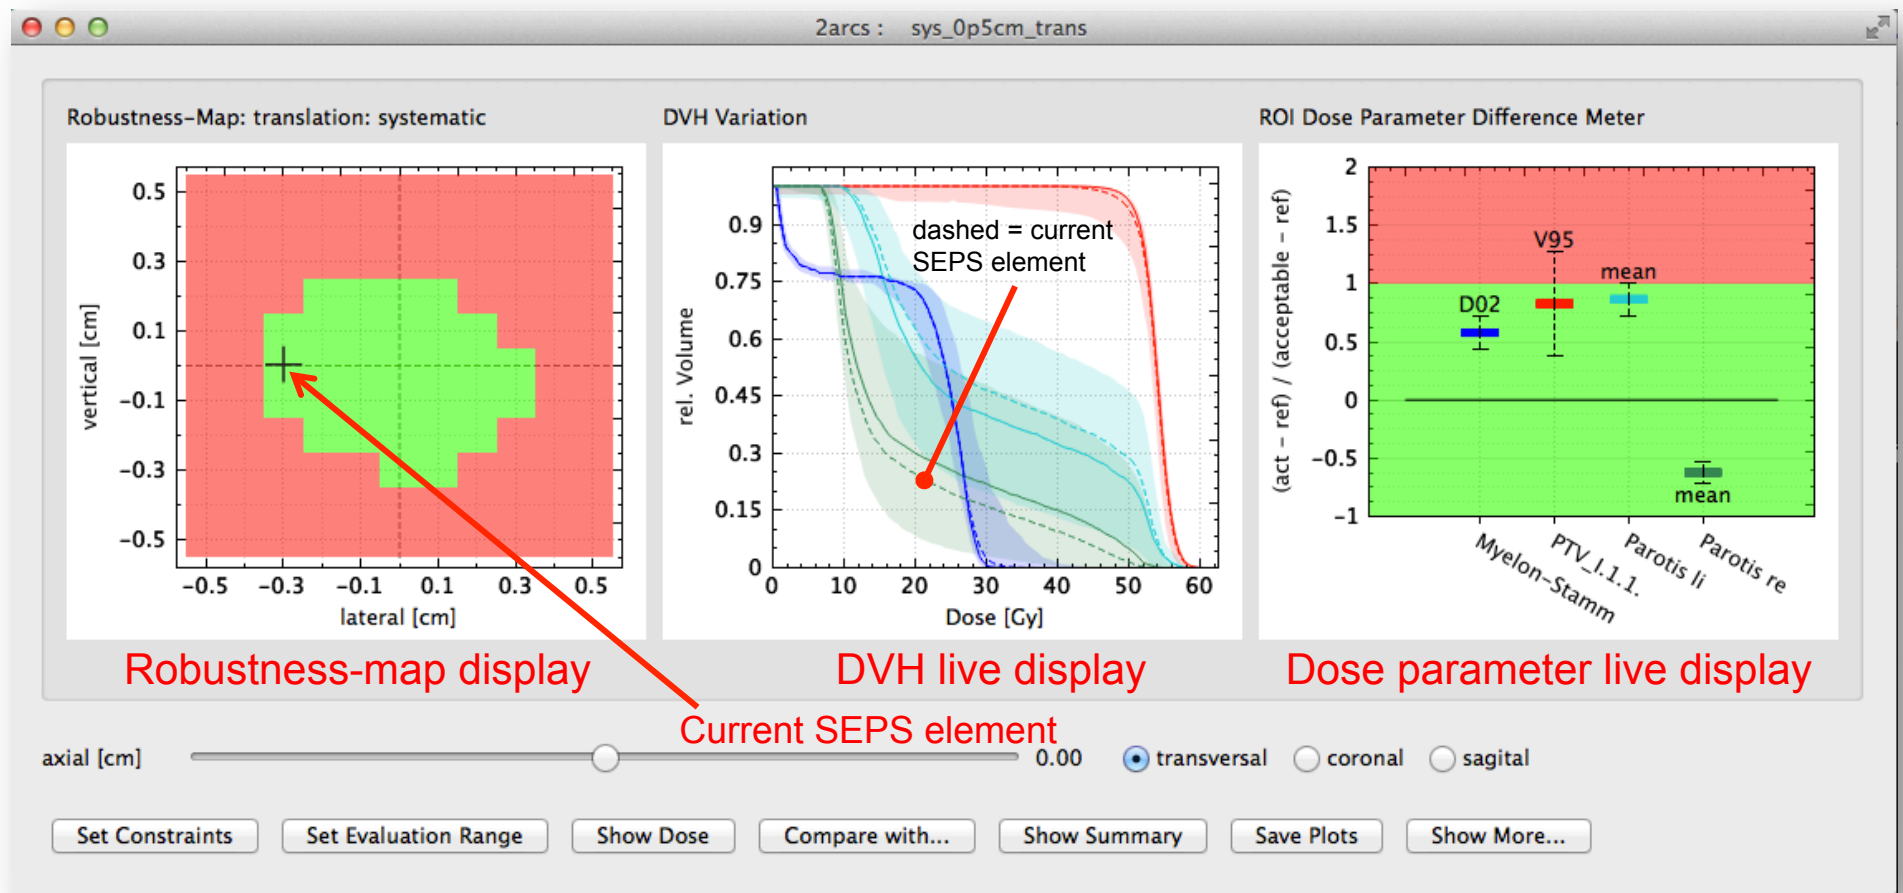 2arcs :   sys_0p5cm_trans
Robustness-Map: translation: systematic
0.5
0.3
0.1
-0.1
-0.3
-0.5
vertical [cm]
-0.5 -0.3 -0.1 0.1 0.3 0.5
lateral [cm]
Robustness-map display
DVH Variation
0.9
0.75
0.6
0.45
0.3
0.15
0
rel. Volume
dashed = current
SEPS element
0 10 20 30 40 50 60
Dose [Gy]
DVH live display
ROI Dose Parameter Difference Meter
2
1.5
1
0.5
0
-0.5
-1
(act - ref) / (acceptable - ref)
D02
V95
mean
mean
Myelon-Stamm
PTV_I.1.1.
Parotis li
Parotis re
Dose parameter live display
Current SEPS element
axial [cm] 0.00 transversal coronal sagital
Set Constraints Set Evaluation Range Show Dose Compare with... Show Summary Save Plots Show More...